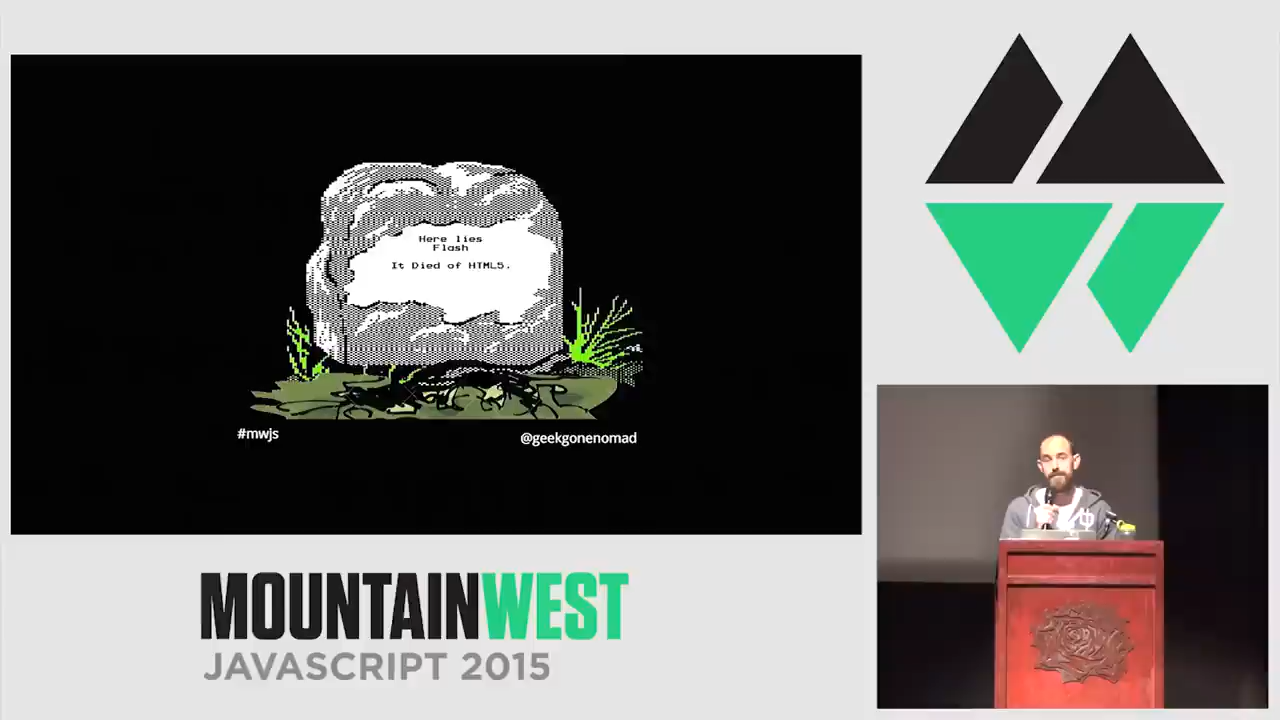 Here lies
Flash
It Died of HTML5.
#mwjs
@geekgonenomad
MOUNTAINWEST
JAVASCRIPT 2015